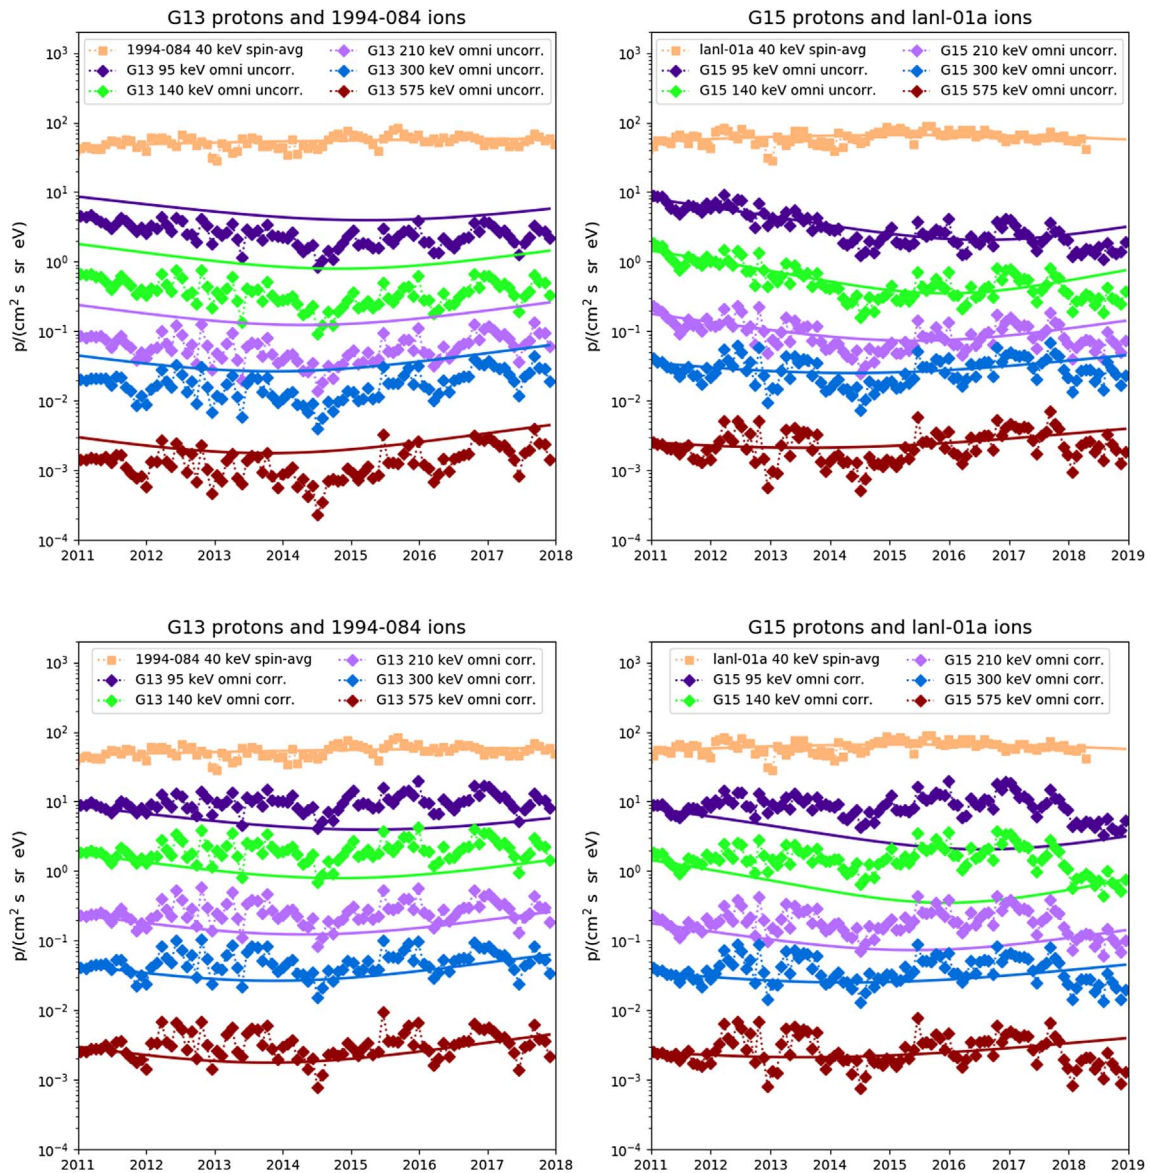 G13 protons and 1994-084 ions
1994-084 40 keV spin-avg
G13 95 keV omni uncorr.
G13 140 keV omni uncorr.
G13 210 keV omni uncorr.
G13 300 keV omni uncorr.
G13 575 keV omni uncorr.
p/(cm² s sr eV)
10³
10²
10¹
10⁰
10⁻¹
10⁻²
10⁻³
10⁻⁴
2011 2012 2013 2014 2015 2016 2017 2018
G15 protons and lanl-01a ions
lanl-01a 40 keV spin-avg
G15 95 keV omni uncorr.
G15 140 keV omni uncorr.
G15 210 keV omni uncorr.
G15 300 keV omni uncorr.
G15 575 keV omni uncorr.
p/(cm² s sr eV)
10³
10²
10¹
10⁰
10⁻¹
10⁻²
10⁻³
10⁻⁴
2011 2012 2013 2014 2015 2016 2017 2018 2019
G13 protons and 1994-084 ions
1994-084 40 keV spin-avg
G13 95 keV omni corr.
G13 140 keV omni corr.
G13 210 keV omni corr.
G13 300 keV omni corr.
G13 575 keV omni corr.
p/(cm² s sr eV)
10³
10²
10¹
10⁰
10⁻¹
10⁻²
10⁻³
10⁻⁴
2011 2012 2013 2014 2015 2016 2017 2018
G15 protons and lanl-01a ions
lanl-01a 40 keV spin-avg
G15 95 keV omni corr.
G15 140 keV omni corr.
G15 210 keV omni corr.
G15 300 keV omni corr.
G15 575 keV omni corr.
p/(cm² s sr eV)
10³
10²
10¹
10⁰
10⁻¹
10⁻²
10⁻³
10⁻⁴
2011 2012 2013 2014 2015 2016 2017 2018 2019